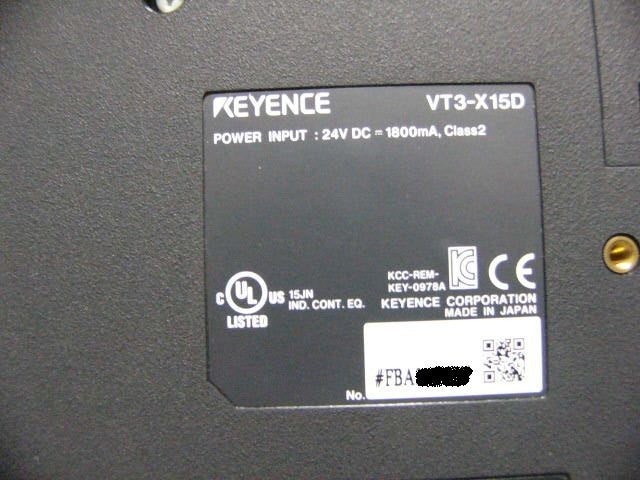 KEYENCE VT3-X15D
POWER INPUT : 24V DC ⎓ 1800mA, Class2
KCC-REM-
KEY-0978A
C UL US
LISTED
15JN
IND. CONT. EQ.
CE
KEYENCE CORPORATION
MADE IN JAPAN
No.
#FBA